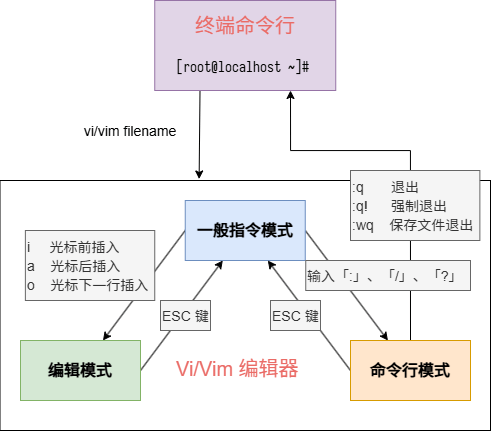 终端命令行
[root@localhost ~]#
vi/vim filename
:q 退出
:q! 强制退出
:wq 保存文件退出
一般指令模式
i 光标前插入
a 光标后插入
o 光标下一行插入
输入「:」、「/」、「?」
ESC 键
ESC 键
编辑模式
Vi/Vim 编辑器
命令行模式